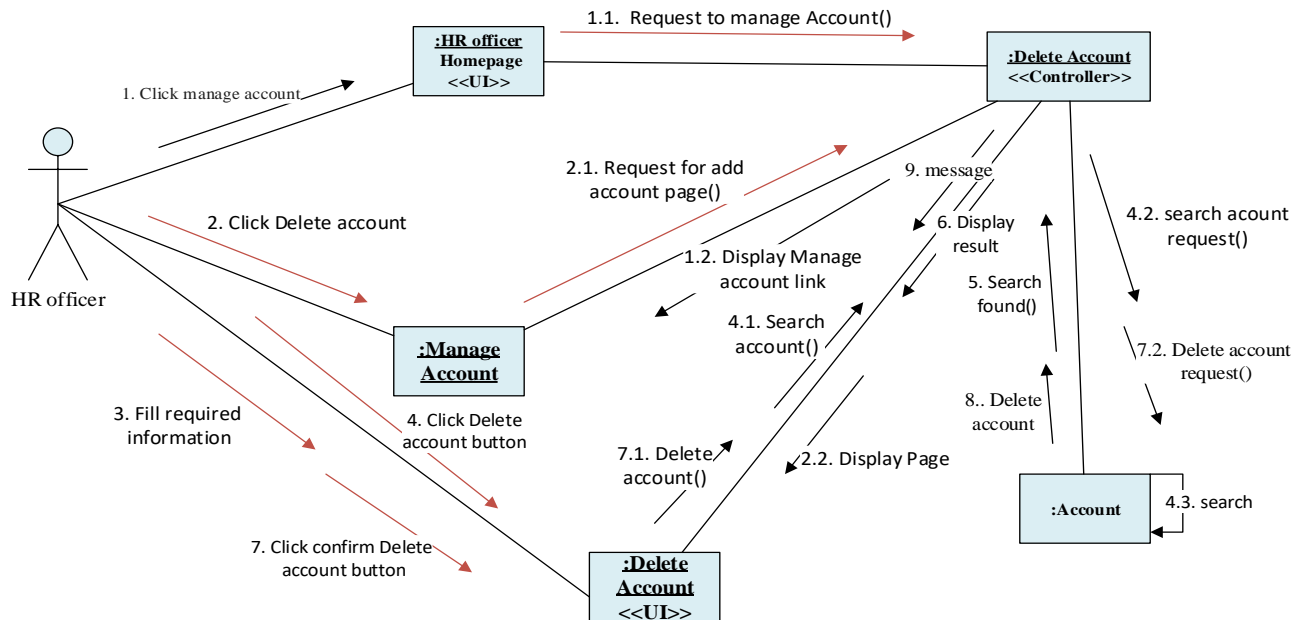 1.1. Request to manage Account()
:HR officer
Homepage
<<UI>>
:Delete Account
<<Controller>>
1. Click manage account
2.1. Request for add
account page()
9. message
2. Click Delete account
6. Display
result
4.2. search acount
request()
1.2. Display Manage
account link
HR officer
5. Search
found()
4.1. Search
account()
:Manage
Account
7.2. Delete account
request()
3. Fill required
information
4. Click Delete
account button
8.. Delete
account
7.1. Delete
account()
2.2. Display Page
:Account
4.3. search
7. Click confirm Delete
account button
:Delete
Account
<<UI>>